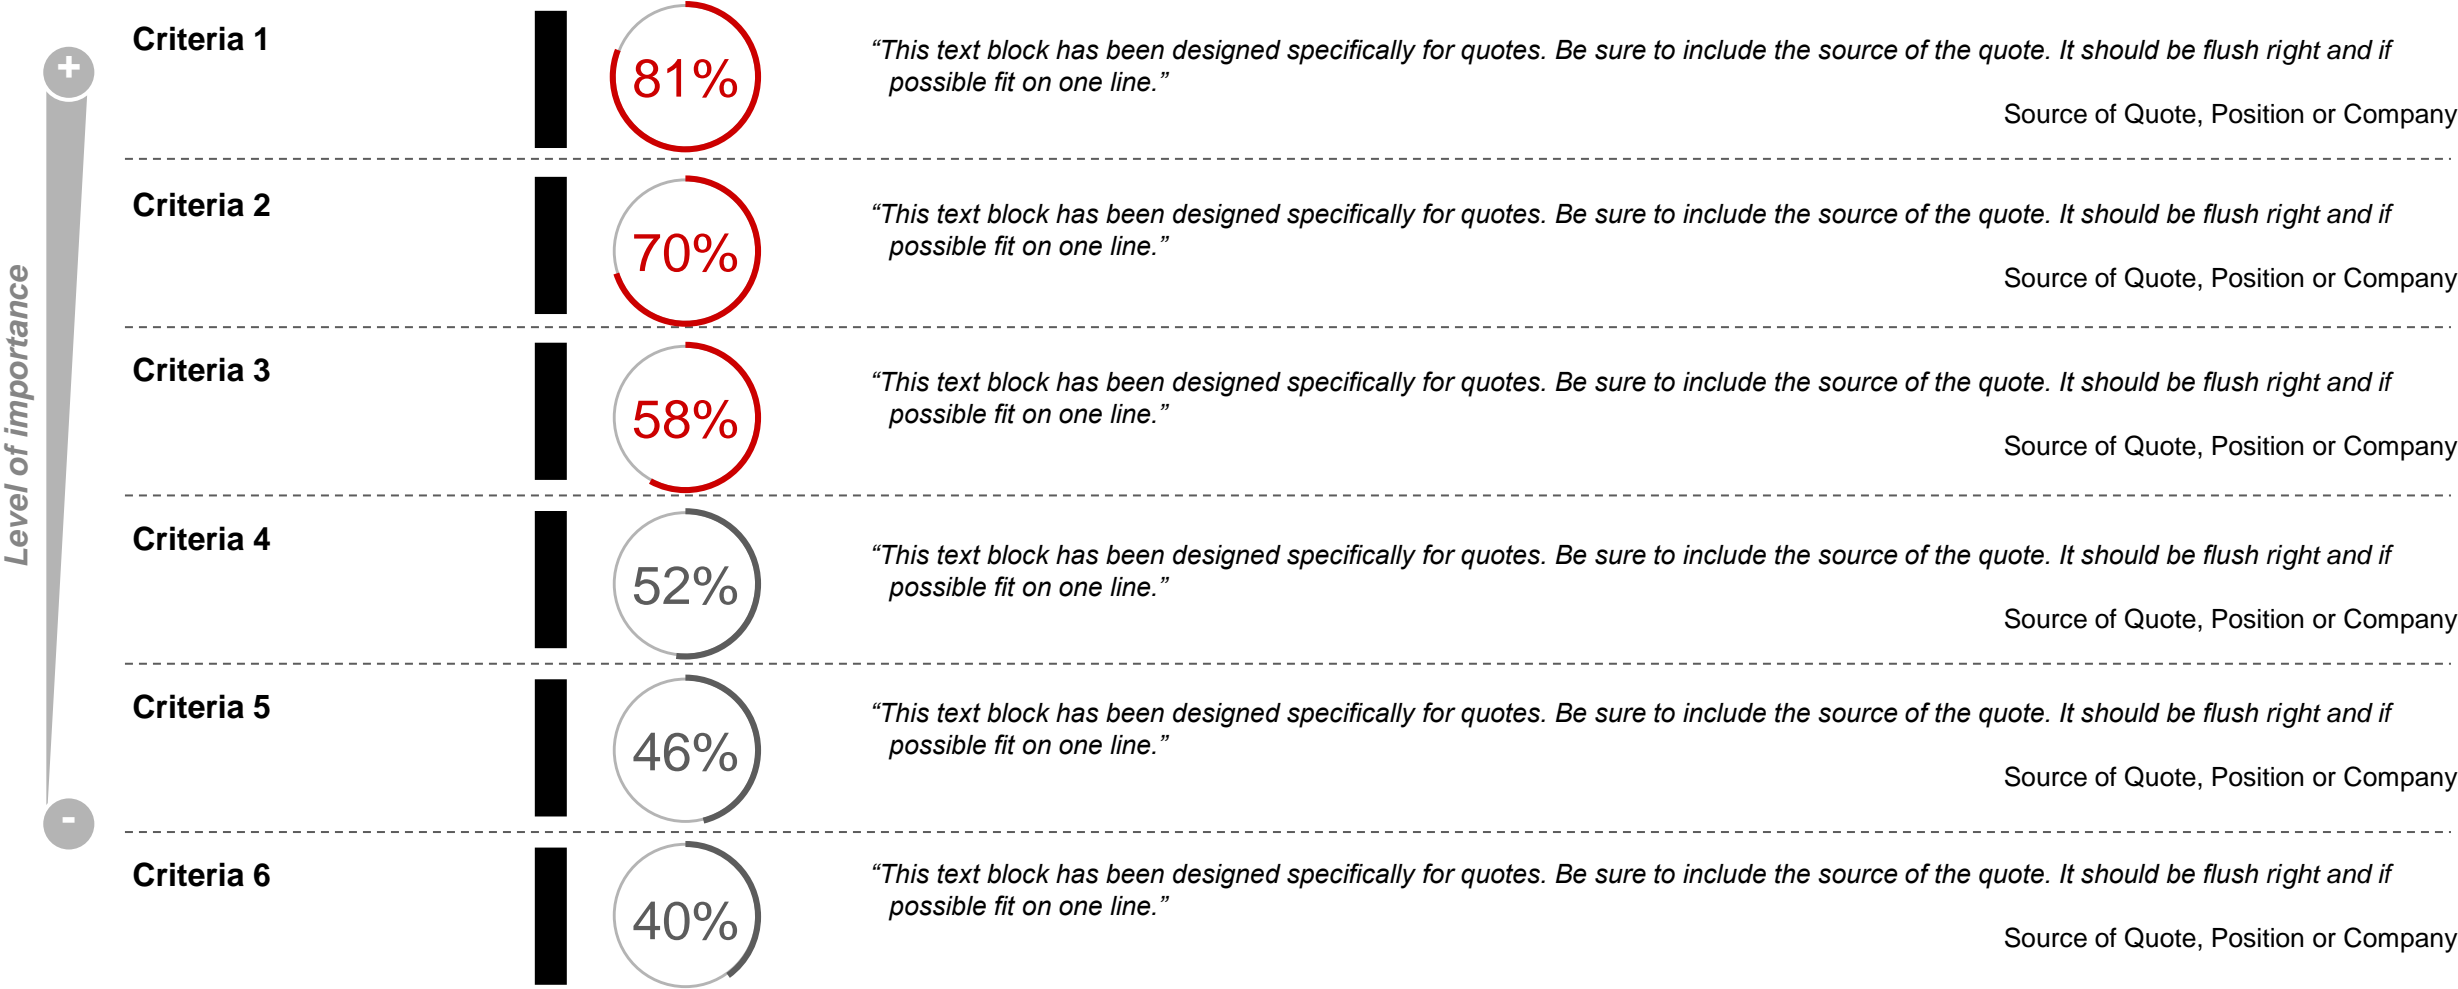 Level of importance
+
-
Criteria 1
81%
“This text block has been designed specifically for quotes. Be sure to include the source of the quote. It should be flush right and if
possible fit on one line.”
Source of Quote, Position or Company
Criteria 2
70%
“This text block has been designed specifically for quotes. Be sure to include the source of the quote. It should be flush right and if
possible fit on one line.”
Source of Quote, Position or Company
Criteria 3
58%
“This text block has been designed specifically for quotes. Be sure to include the source of the quote. It should be flush right and if
possible fit on one line.”
Source of Quote, Position or Company
Criteria 4
52%
“This text block has been designed specifically for quotes. Be sure to include the source of the quote. It should be flush right and if
possible fit on one line.”
Source of Quote, Position or Company
Criteria 5
46%
“This text block has been designed specifically for quotes. Be sure to include the source of the quote. It should be flush right and if
possible fit on one line.”
Source of Quote, Position or Company
Criteria 6
40%
“This text block has been designed specifically for quotes. Be sure to include the source of the quote. It should be flush right and if
possible fit on one line.”
Source of Quote, Position or Company